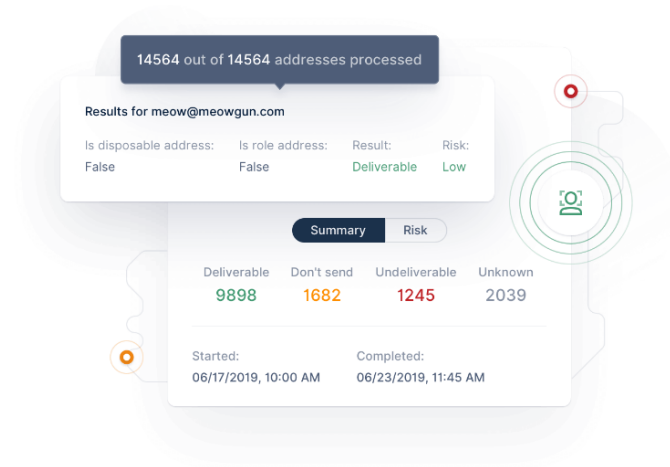 14564 out of 14564 addresses processed
Results for meow@meowgun.com
Is disposable address: Is role address: Result: Risk:
False False Deliverable Low
Summary Risk
Deliverable Don't send Undeliverable Unknown
9898 1682 1245 2039
Started: Completed:
06/17/2019, 10:00 AM 06/23/2019, 11:45 AM